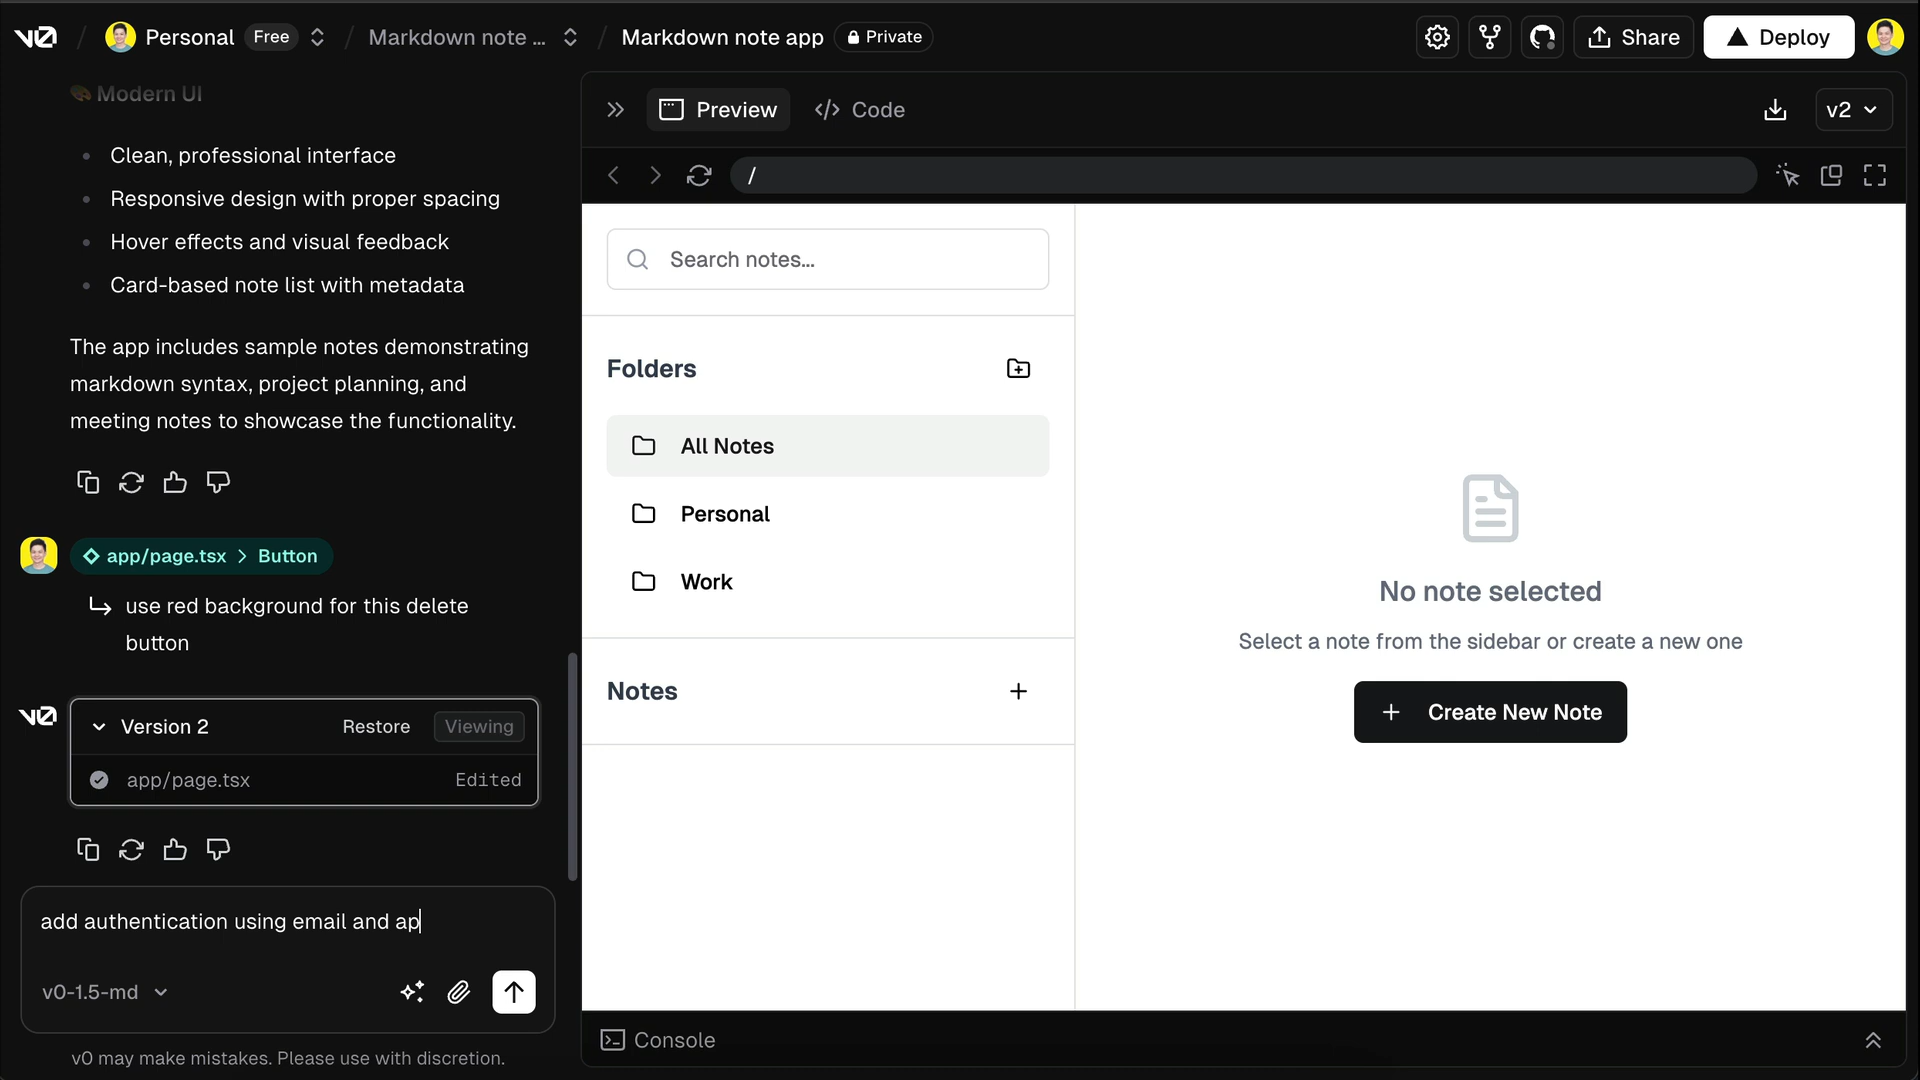 v0 / Personal Free / Markdown note ... / Markdown note app Private Share Deploy
Modern UI
Clean, professional interface
Responsive design with proper spacing
Hover effects and visual feedback
Card-based note list with metadata
The app includes sample notes demonstrating
markdown syntax, project planning, and
meeting notes to showcase the functionality.
app/page.tsx > Button
use red background for this delete
button
v0
Version 2 Restore Viewing
app/page.tsx Edited
add authentication using email and ap
v0-1.5-md
v0 may make mistakes. Please use with discretion.
Preview Code v2
/
Search notes...
Folders
All Notes
Personal
Work
Notes
No note selected
Select a note from the sidebar or create a new one
Create New Note
Console